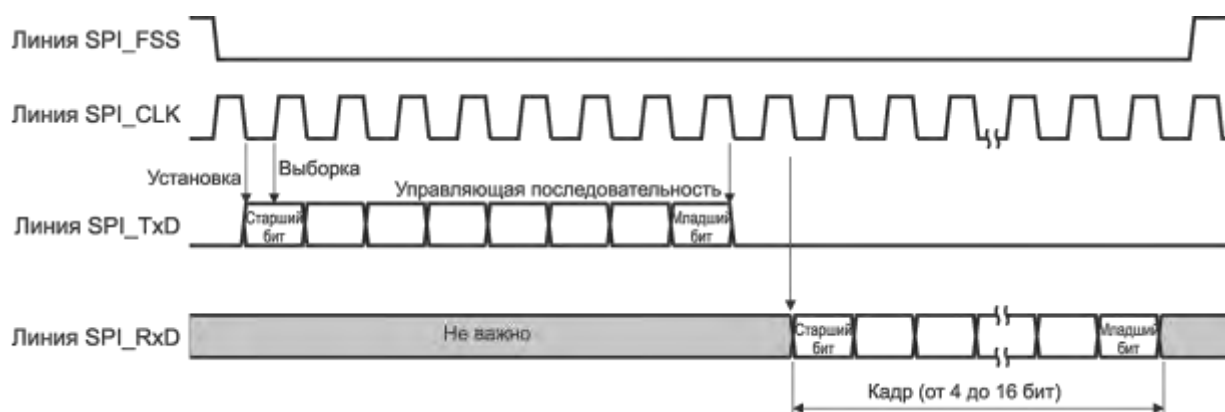 Линия SPI_FSS
Линия SPI_CLK
Установка
Выборка
Управляющая последовательность
Линия SPI_TxD
Старший
бит
Младший
бит
Линия SPI_RxD
Не важно
Старший
бит
Младший
бит
Кадр (от 4 до 16 бит)